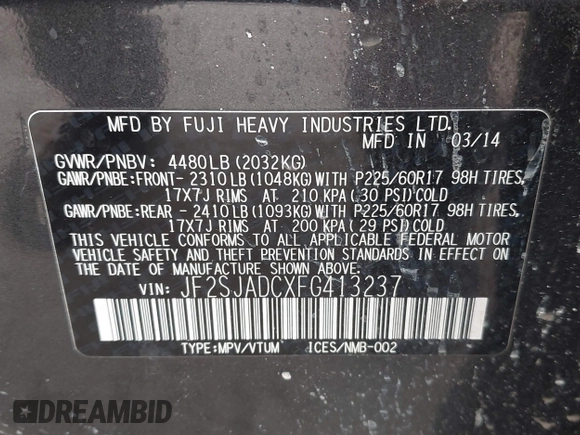 MFD BY FUJI HEAVY INDUSTRIES LTD.
MFD IN 03/14
GVWR/PNBV: 4480LB (2032KG)
GAWR/PNBE:FRONT- 2310LB (1048KG) WITH P225/60R17 98H TIRES,
17X7J RIMS AT 210 KPA ( 30 PSI) COLD
GAWR/PNBE:REAR - 2410LB (1093KG) WITH P225/60R17 98H TIRES,
17X7J RIMS AT 200 KPA ( 29 PSI) COLD
THIS VEHICLE CONFORMS TO ALL APPLICABLE FEDERAL MOTOR
VEHICLE SAFETY AND THEFT PREVENTION STANDARDS IN EFFECT
ON THE DATE OF MANUFACTURE SHOWN ABOVE.
VIN: JF2SJADCXFG413237
TYPE:MPV/VTUM ICES/NMB-002
DREAMBID